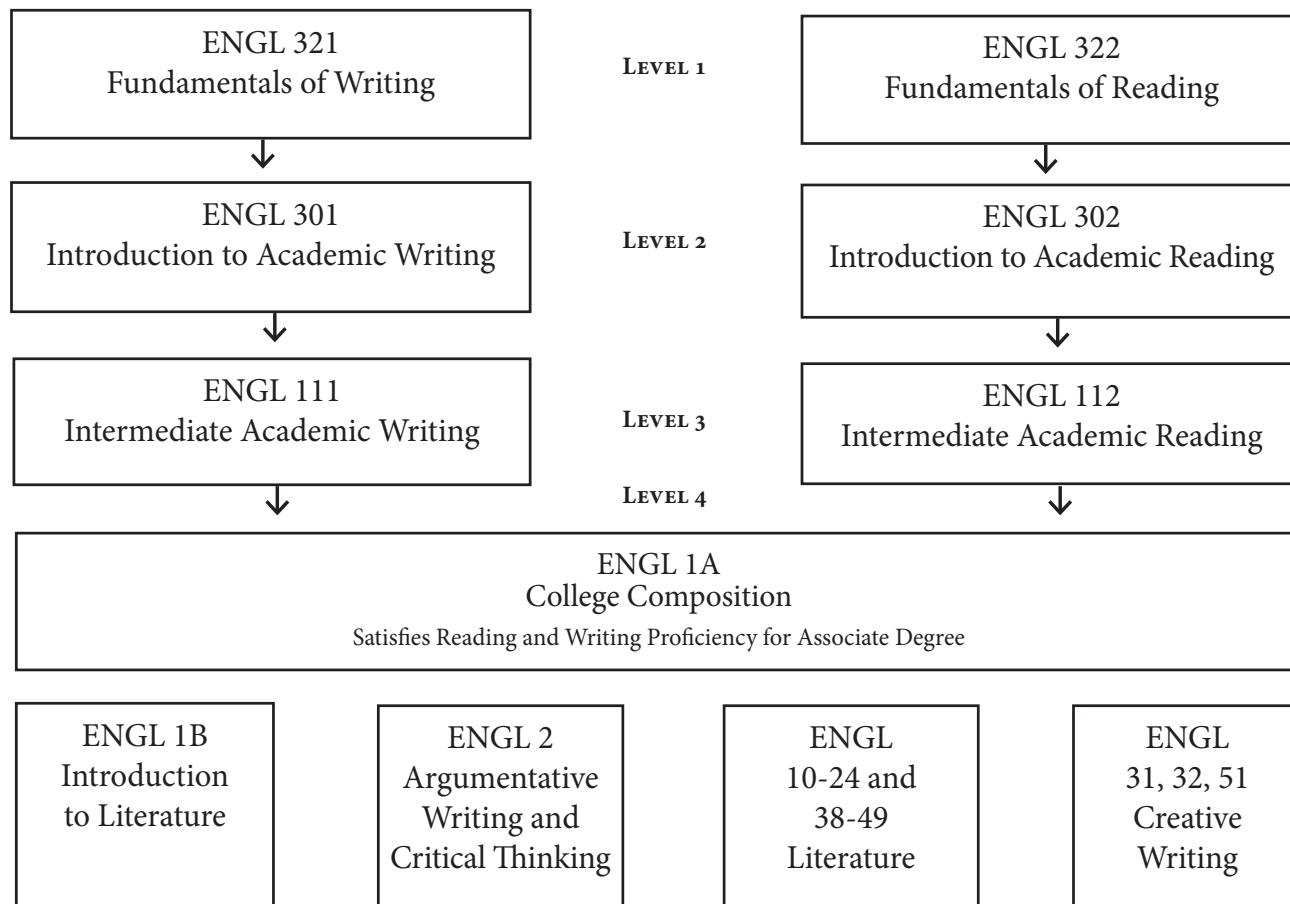 ENGL 321
Fundamentals of Writing
LEVEL 1
ENGL 322
Fundamentals of Reading
ENGL 301
Introduction to Academic Writing
LEVEL 2
ENGL 302
Introduction to Academic Reading
ENGL 111
Intermediate Academic Writing
LEVEL 3
ENGL 112
Intermediate Academic Reading
LEVEL 4
ENGL 1A
College Composition
Satisfies Reading and Writing Proficiency for Associate Degree
ENGL 1B
Introduction
to Literature
ENGL 2
Argumentative
Writing and
Critical Thinking
ENGL
10-24 and
38-49
Literature
ENGL
31, 32, 51
Creative
Writing